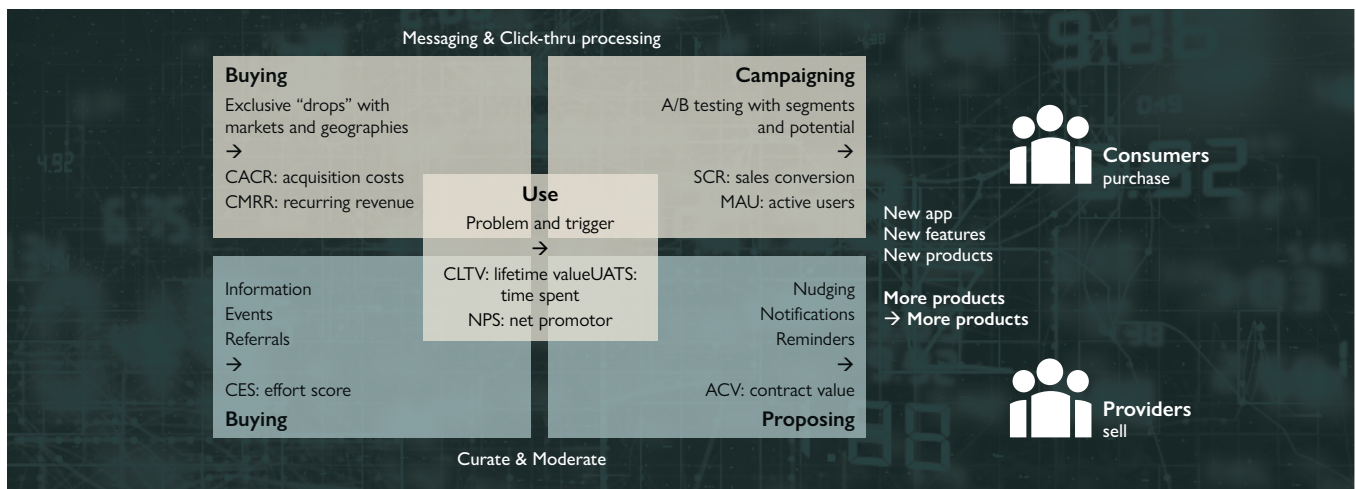 Messaging & Click-thru processing
Buying
Exclusive “drops” with
markets and geographies
→
CACR: acquisition costs
CMRR: recurring revenue
Campaigning
A/B testing with segments
and potential
→
SCR: sales conversion
MAU: active users
Use
Problem and trigger
→
CLTV: lifetime valueUATS:
time spent
NPS: net promotor
Information
Events
Referrals
→
CES: effort score
Buying
Nudging
Notifications
Reminders
→
ACV: contract value
Proposing
Curate & Moderate
Consumers
purchase
New app
New features
New products
More products
→ More products
Providers
sell